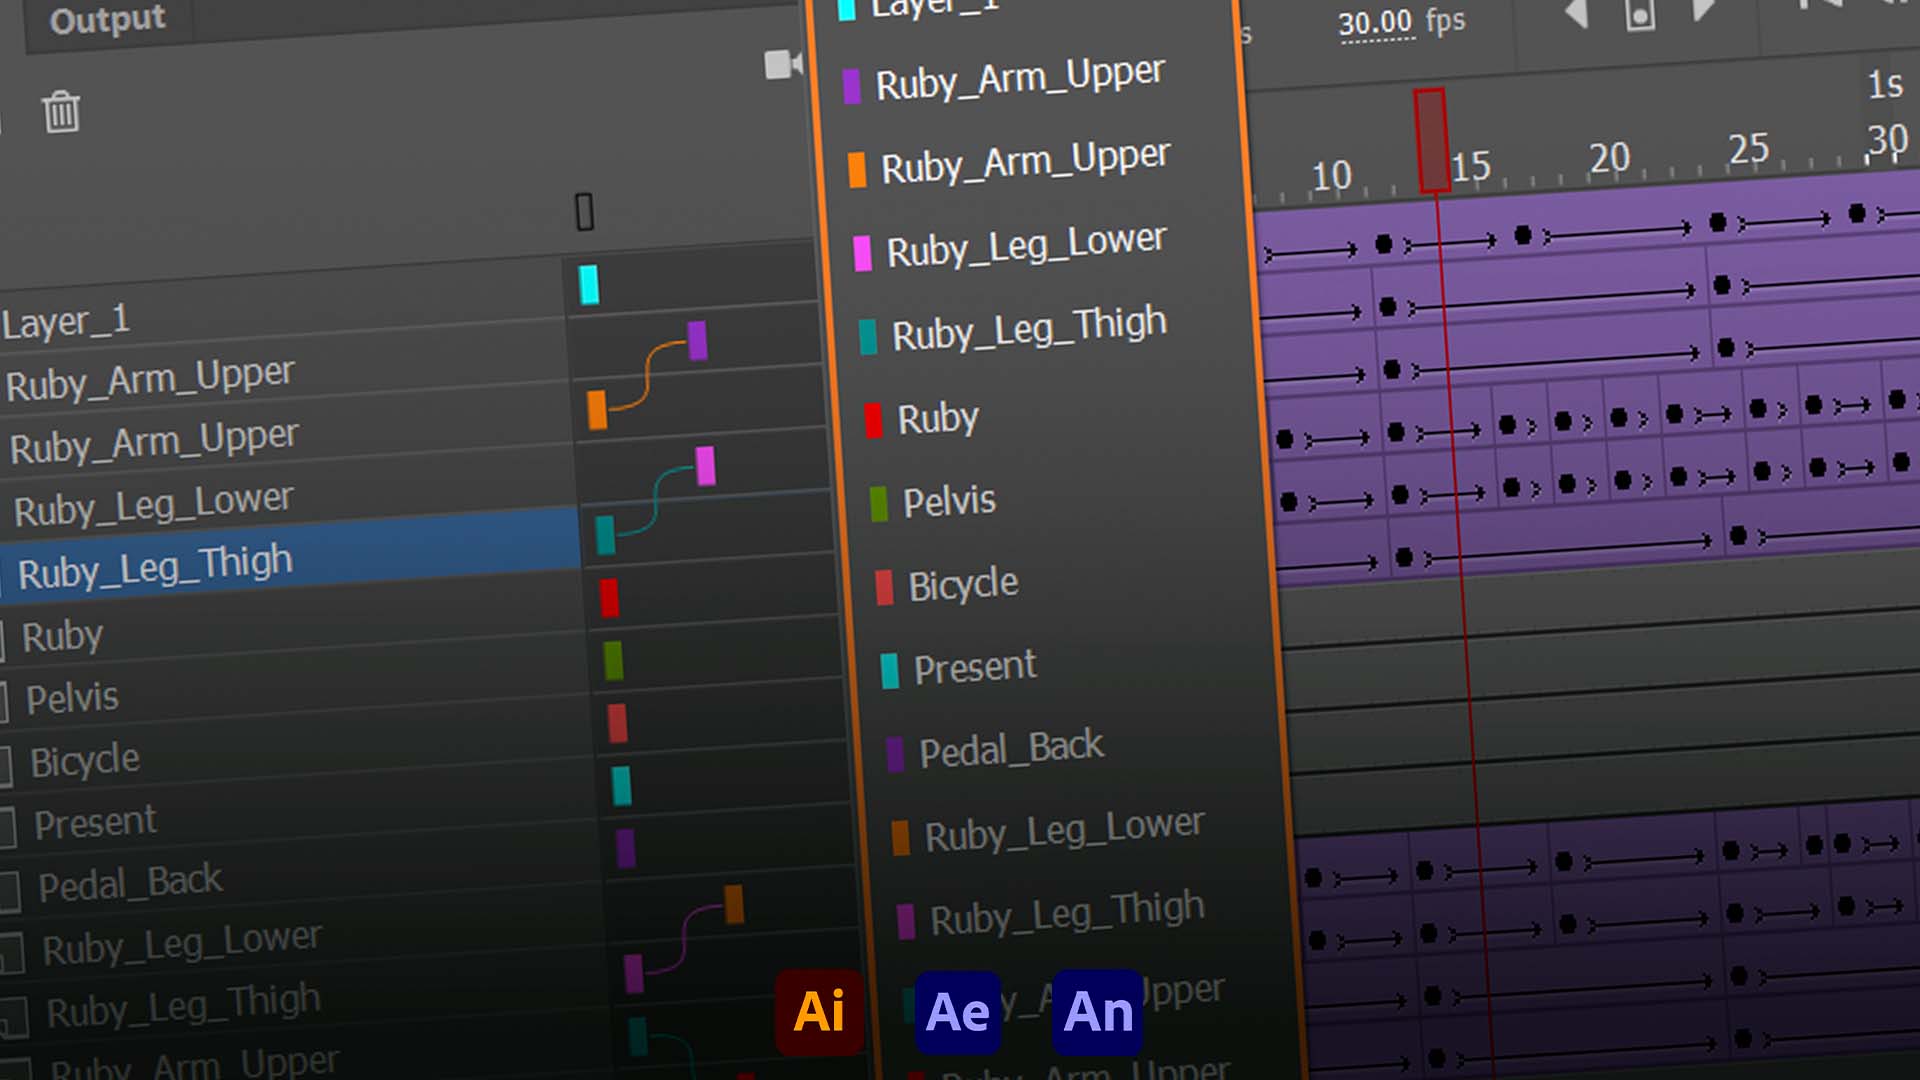 Output
Layer_1
Ruby_Arm_Upper
Ruby_Arm_Upper
Ruby_Leg_Lower
Ruby_Leg_Thigh
Ruby
Pelvis
Bicycle
Present
Pedal_Back
Ruby_Leg_Lower
Ruby_Leg_Thigh
Ruby_Arm_Upper
Layer_1
Ruby_Arm_Upper
Ruby_Arm_Upper
Ruby_Leg_Lower
Ruby_Leg_Thigh
Ruby
Pelvis
Bicycle
Present
Pedal_Back
Ruby_Leg_Lower
Ruby_Leg_Thigh
y_A Upper
Ruby_Arm_Upper
s 30.00 fps
1s
10 15 20 25 30
Ai Ae An